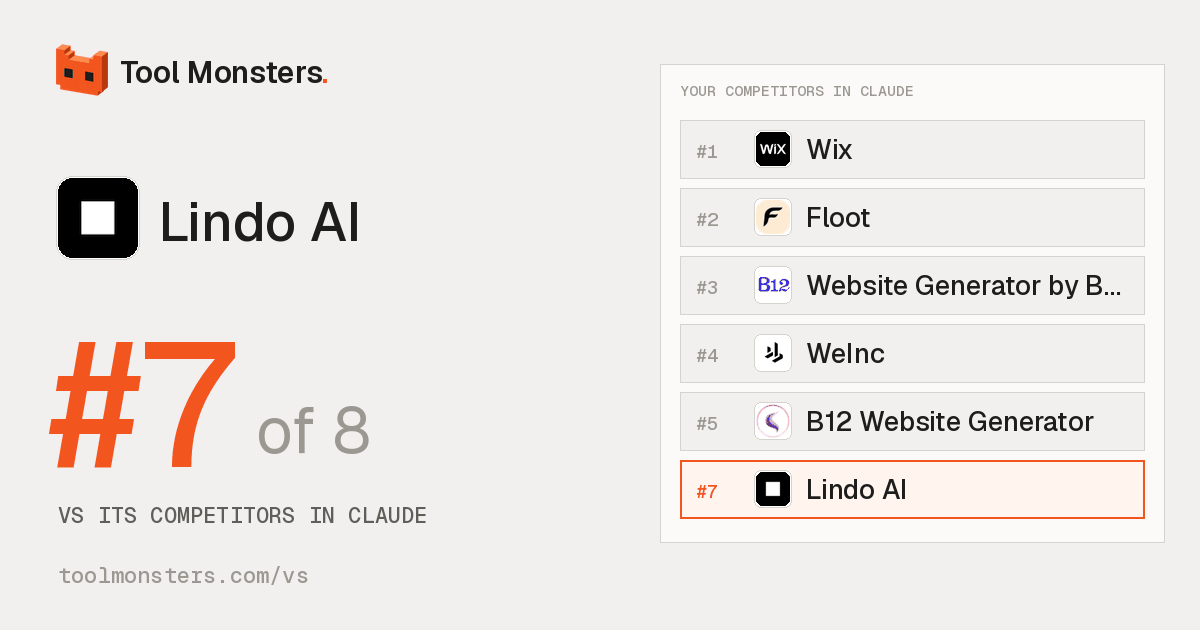 Tool Monsters.
Lindo AI
#7 of 8
VS ITS COMPETITORS IN CLAUDE
toolmonsters.com/vs
YOUR COMPETITORS IN CLAUDE
#1 WiX Wix
#2 F Floot
#3 B12 Website Generator by B...
#4 WeInc
#5 B12 Website Generator
#7 Lindo AI